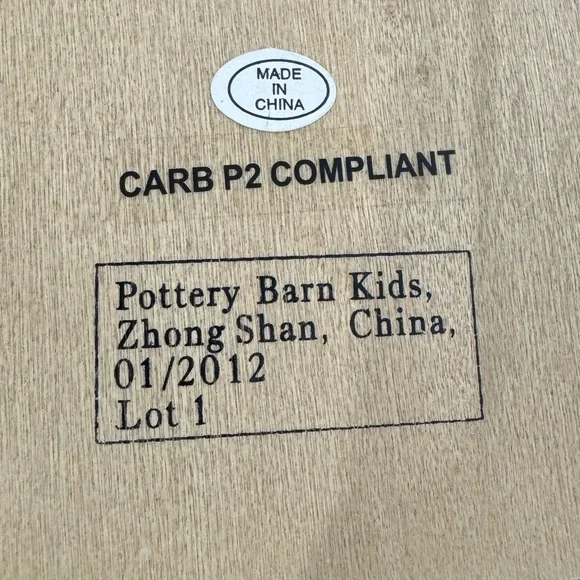 MADE
IN
CHINA
CARB P2 COMPLIANT
Pottery Barn Kids,
Zhong Shan, China,
01/2012
Lot 1